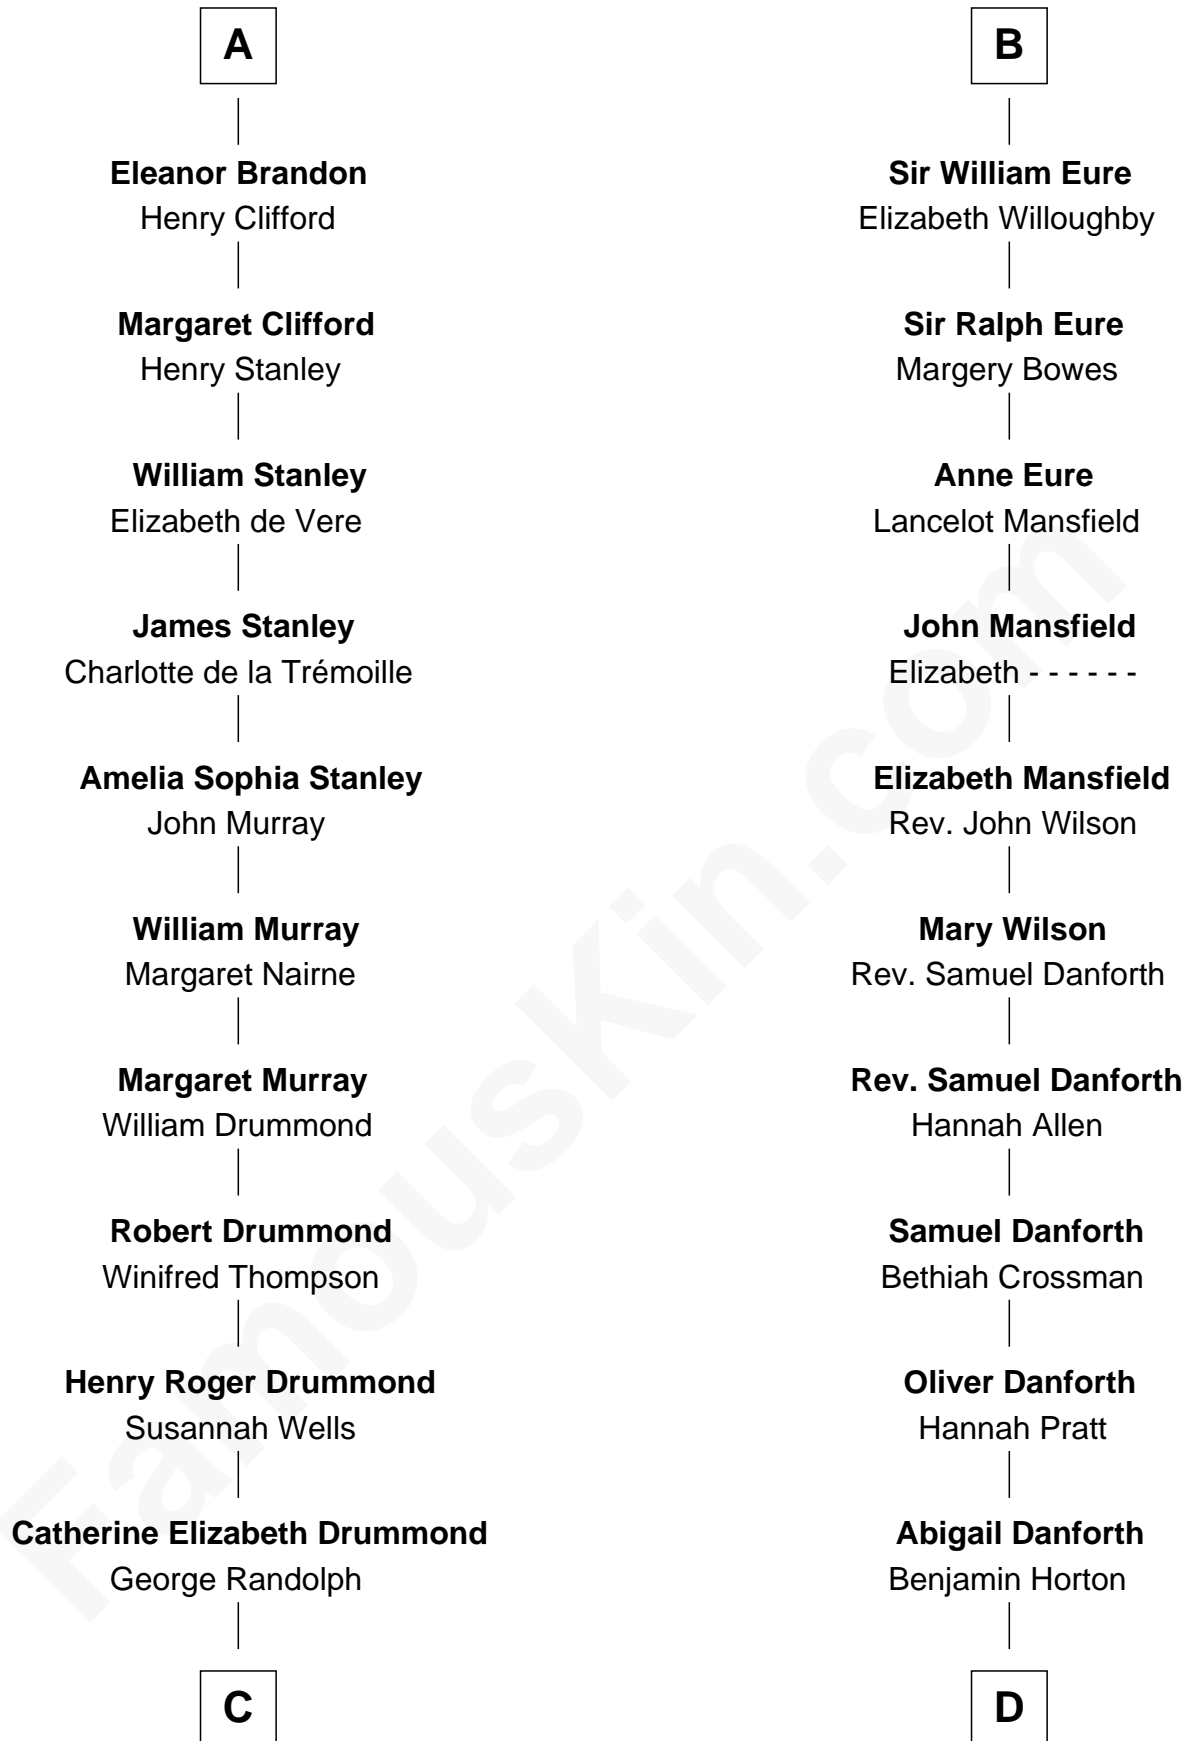 A
Eleanor Brandon
Henry Clifford
Margaret Clifford
Henry Stanley
William Stanley
Elizabeth de Vere
James Stanley
Charlotte de la Trémoille
Amelia Sophia Stanley
John Murray
William Murray
Margaret Nairne
Margaret Murray
William Drummond
Robert Drummond
Winifred Thompson
Henry Roger Drummond
Susannah Wells
Catherine Elizabeth Drummond
George Randolph
C
B
Sir William Eure
Elizabeth Willoughby
Sir Ralph Eure
Margery Bowes
Anne Eure
Lancelot Mansfield
John Mansfield
Elizabeth - - - - - -
Elizabeth Mansfield
Rev. John Wilson
Mary Wilson
Rev. Samuel Danforth
Rev. Samuel Danforth
Hannah Allen
Samuel Danforth
Bethiah Crossman
Oliver Danforth
Hannah Pratt
Abigail Danforth
Benjamin Horton
D
FamousKin.com